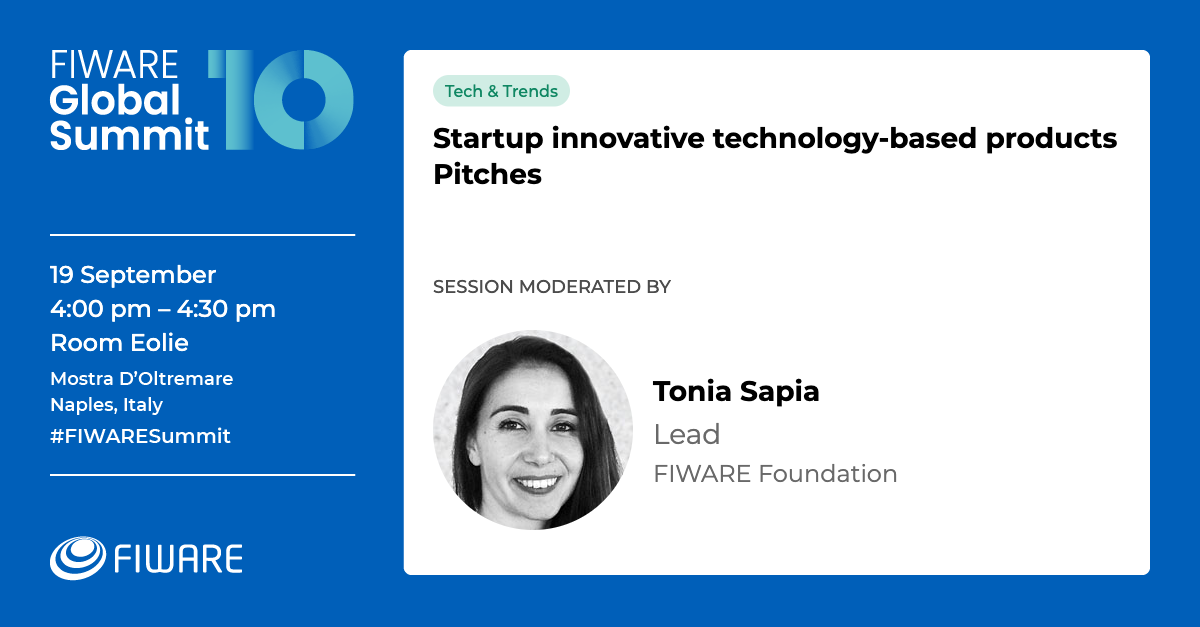 FIWARE
Global
Summit
10
19 September
4:00 pm – 4:30 pm
Room Eolie
Mostra D’Oltremare
Naples, Italy
#FIWARESummit
FIWARE
Tech & Trends
Startup innovative technology-based products
Pitches
SESSION MODERATED BY
Tonia Sapia
Lead
FIWARE Foundation